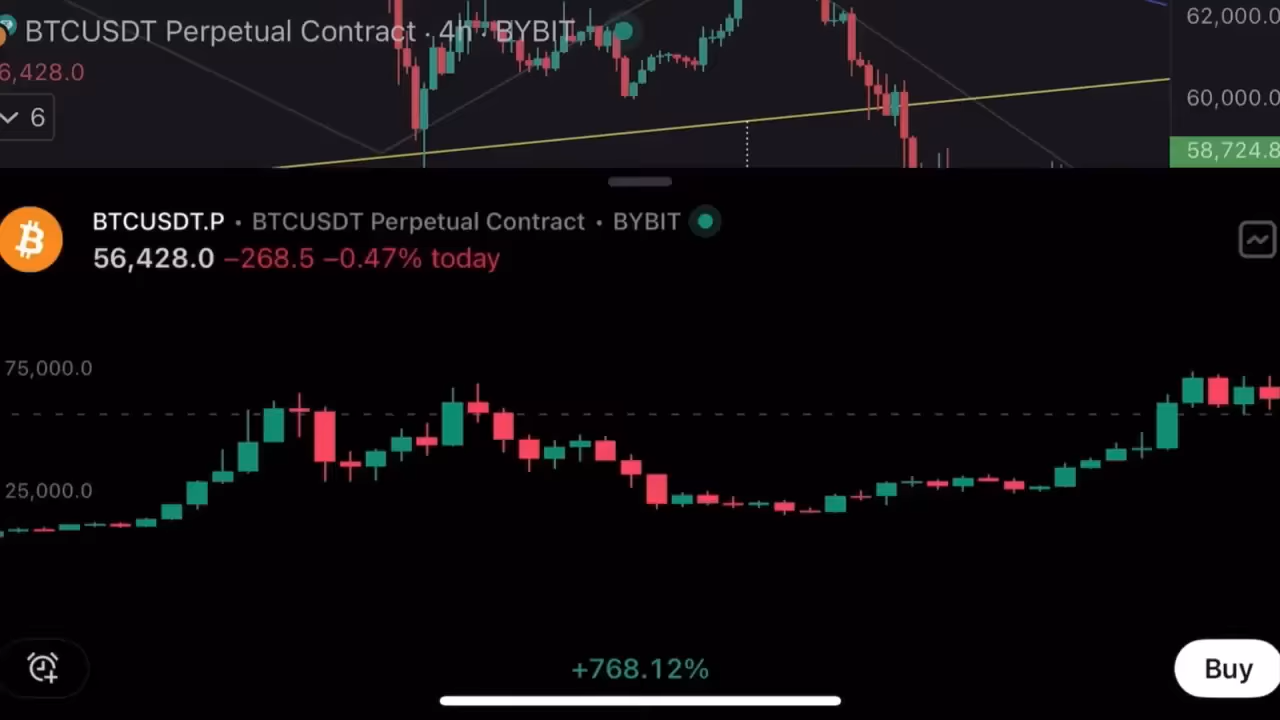 BTCUSDT Perpetual Contract · 4h · BYBIT
6,428.0
6
62,000.0
60,000.0
58,724.8
BTCUSDT.P · BTCUSDT Perpetual Contract · BYBIT
56,428.0 −268.5 −0.47% today
75,000.0
25,000.0
+768.12%
Buy